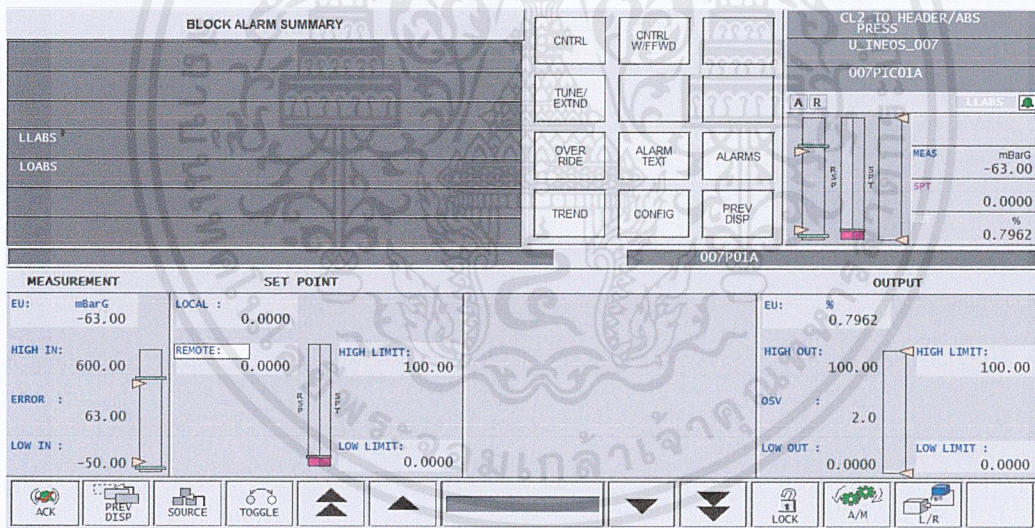 BLOCK ALARM SUMMARY
LLABS
LOABS
CNTRL
CNTRL
W/FFWD
TUNE/
EXTND
OVER
RIDE
ALARM
TEXT
ALARMS
TREND
CONFIG
PREV
DISP
CL2 TO HEADER/ABS
PRESS
U_INEOS_007
007PIC01A
A R
LLABS
RSP
SPT
MEAS mBarG
-63.00
SPT
0.0000
OUT %
0.7962
007P01A
MEASUREMENT
SET POINT
OUTPUT
EU: mBarG
-63.00
HIGH IN:
600.00
ERROR :
63.00
LOW IN :
-50.00
LOCAL :
0.0000
REMOTE:
0.0000
RSP
SPT
HIGH LIMIT:
100.00
LOW LIMIT:
0.0000
EU: %
0.7962
HIGH OUT:
100.00
OSV :
2.0
LOW OUT :
0.0000
HIGH LIMIT:
100.00
LOW LIMIT :
0.0000
ACK
PREV
DISP
SOURCE
TOGGLE
LOCK
A/M
L/R